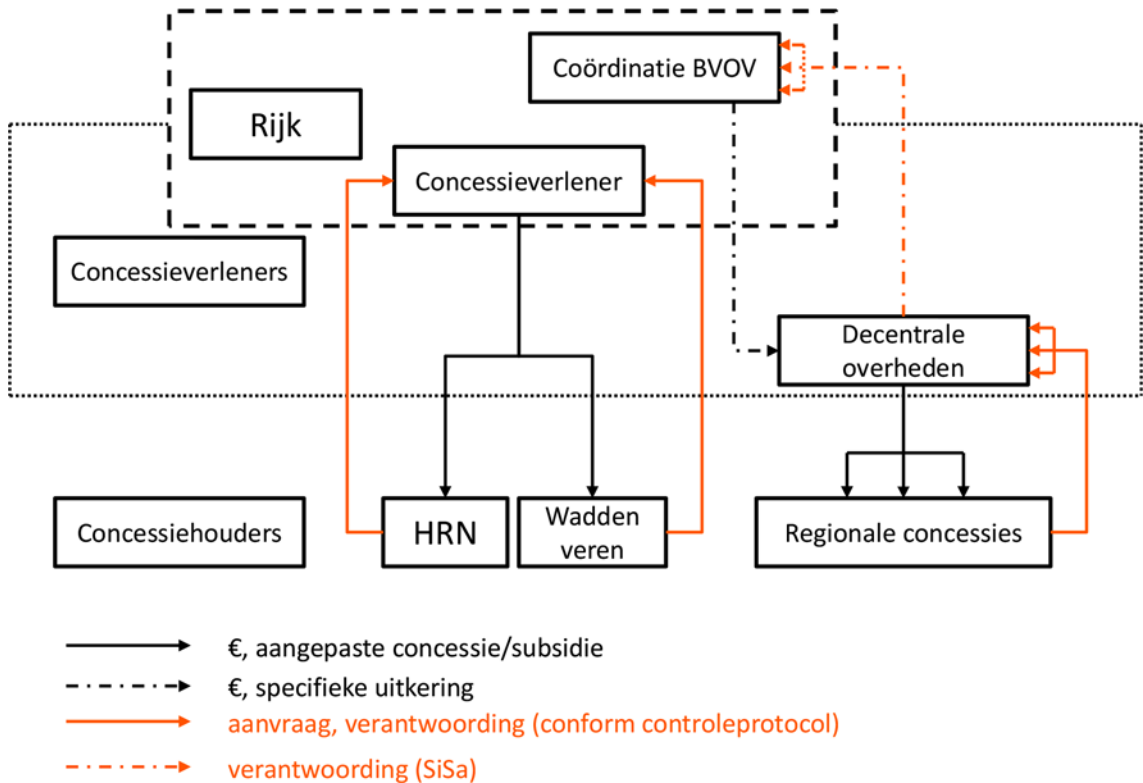 Coördinatie BVOV
Rijk
Concessieverlener
Concessieverleners
Decentrale
overheden
Concessiehouders
HRN
Wadden
veren
Regionale concessies
€, aangepaste concessie/subsidie
€, specifieke uitkering
aanvraag, verantwoording (conform controleprotocol)
verantwoording (SiSa)